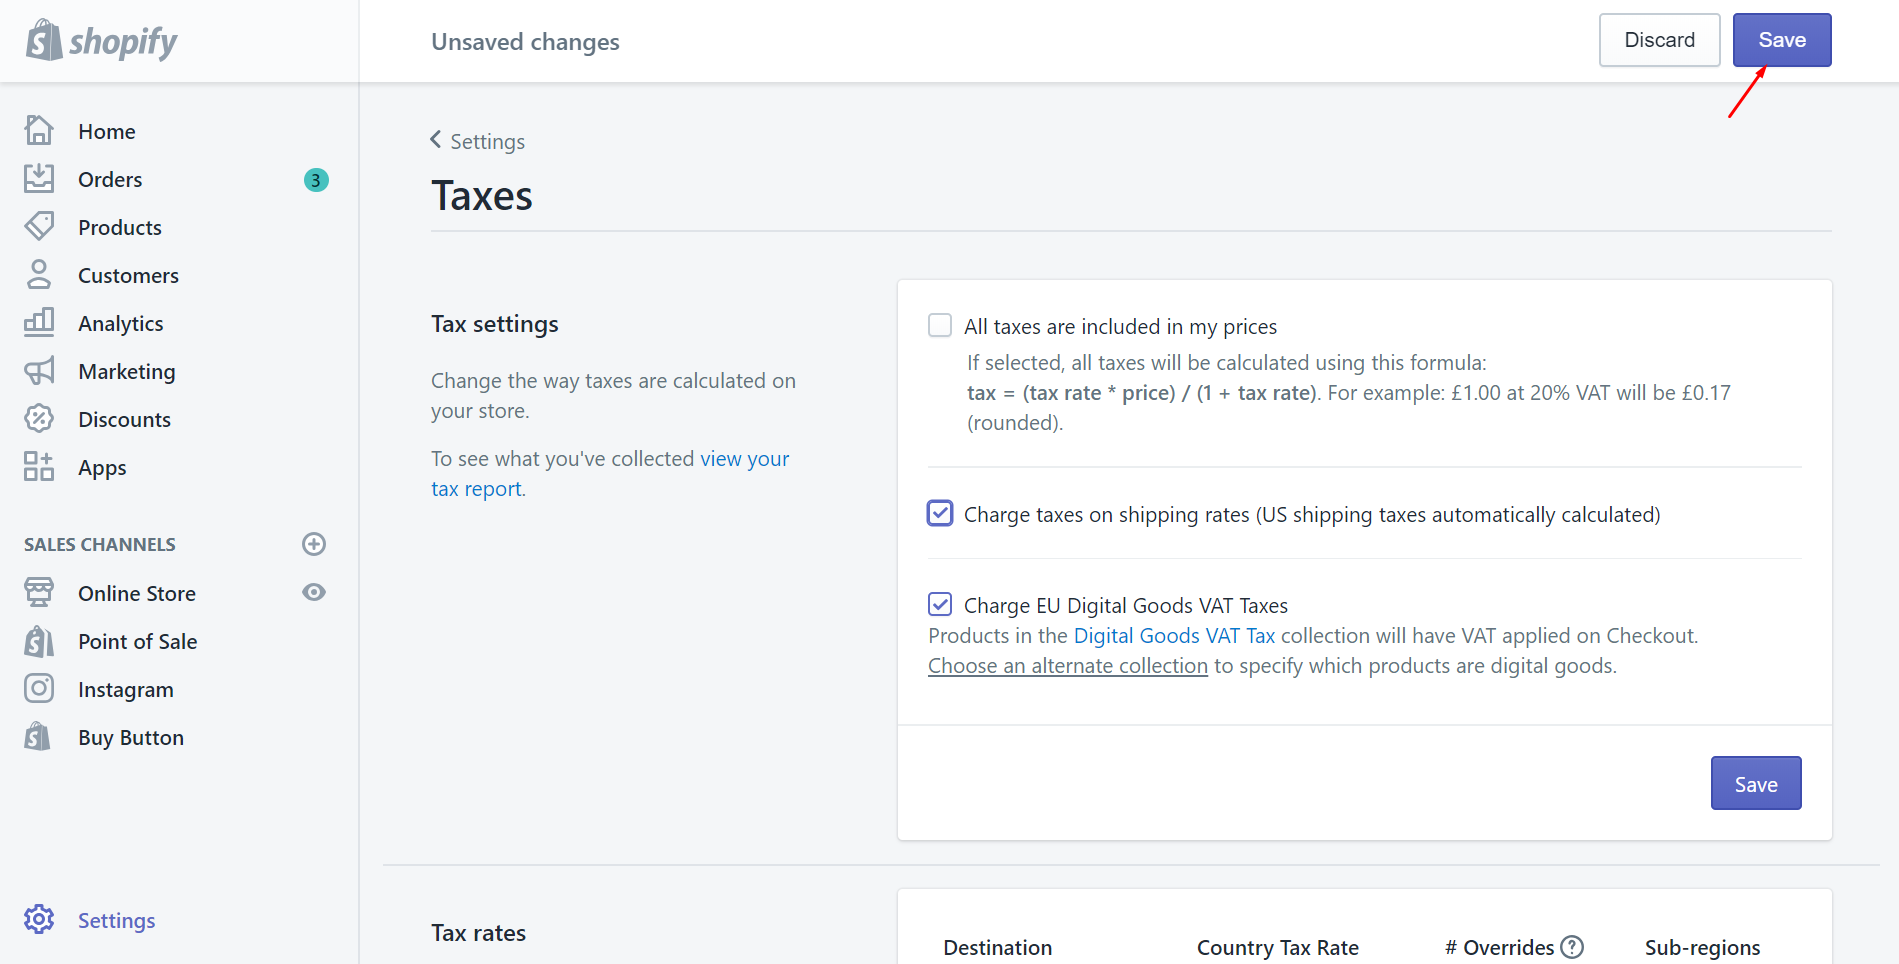 shopify
Unsaved changes
Discard
Save
Home
Orders
3
Products
Customers
Analytics
Marketing
Discounts
Apps
SALES CHANNELS
Online Store
Point of Sale
Instagram
Buy Button
Settings
Settings
Taxes
Tax settings
Change the way taxes are calculated on
your store.
To see what you've collected view your
tax report.
All taxes are included in my prices
If selected, all taxes will be calculated using this formula:
tax = (tax rate * price) / (1 + tax rate). For example: £1.00 at 20% VAT will be £0.17
(rounded).
Charge taxes on shipping rates (US shipping taxes automatically calculated)
Charge EU Digital Goods VAT Taxes
Products in the Digital Goods VAT Tax collection will have VAT applied on Checkout.
Choose an alternate collection to specify which products are digital goods.
Save
Tax rates
Destination
Country Tax Rate
# Overrides ?
Sub-regions